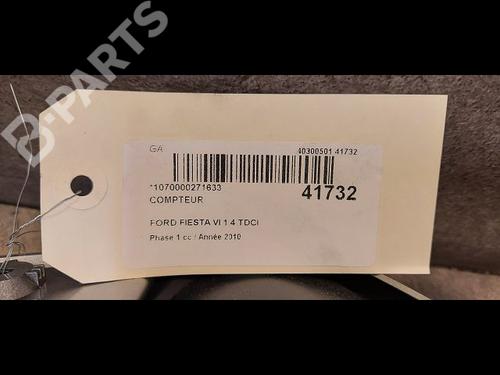 B-PARTS
GA
40300501 41732
*1070000271633
41732
COMPTEUR
FORD FIESTA VI 1.4 TDCI
Phase 1 cc / Année 2010